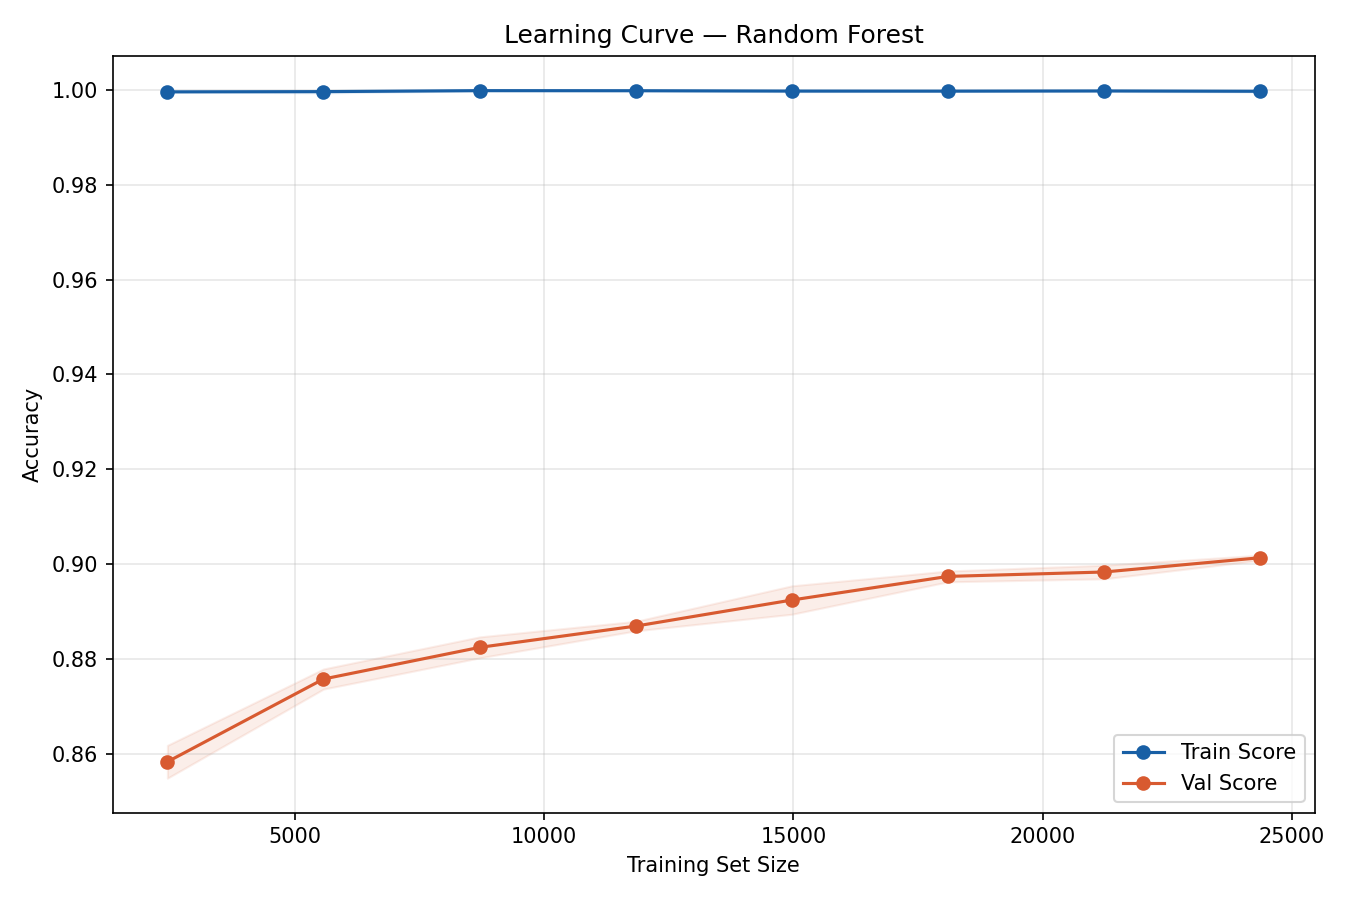 Learning Curve — Random Forest
1.00
0.98
0.96
0.94
0.92
0.90
0.88
0.86
Accuracy
5000
10000
15000
20000
25000
Training Set Size
Train Score
Val Score